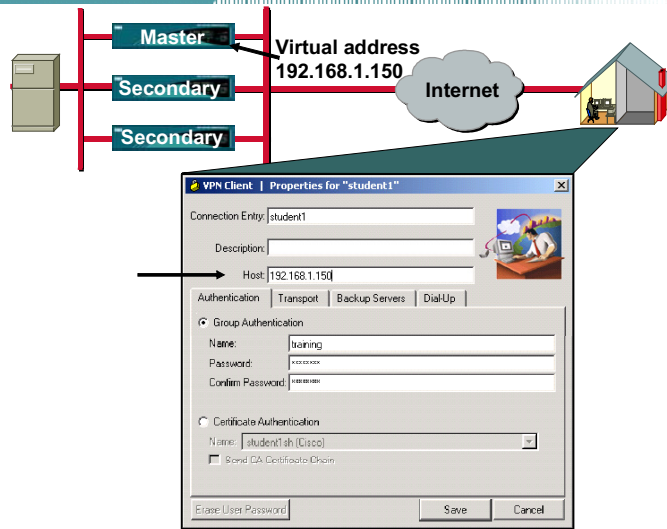 Master
Virtual address
192.168.1.150
Secondary
Internet
Secondary
VPN Client | Properties for "student1"
Connection Entry: student1
Description:
Host: 192.168.1.150
Authentication Transport Backup Servers Dial-Up
Group Authentication
Name: training
Password: ********
Confirm Password: ********
Certificate Authentication
Name: student1sh (Cisco)
Send CA Certificate Chain
Erase User Password Save Cancel